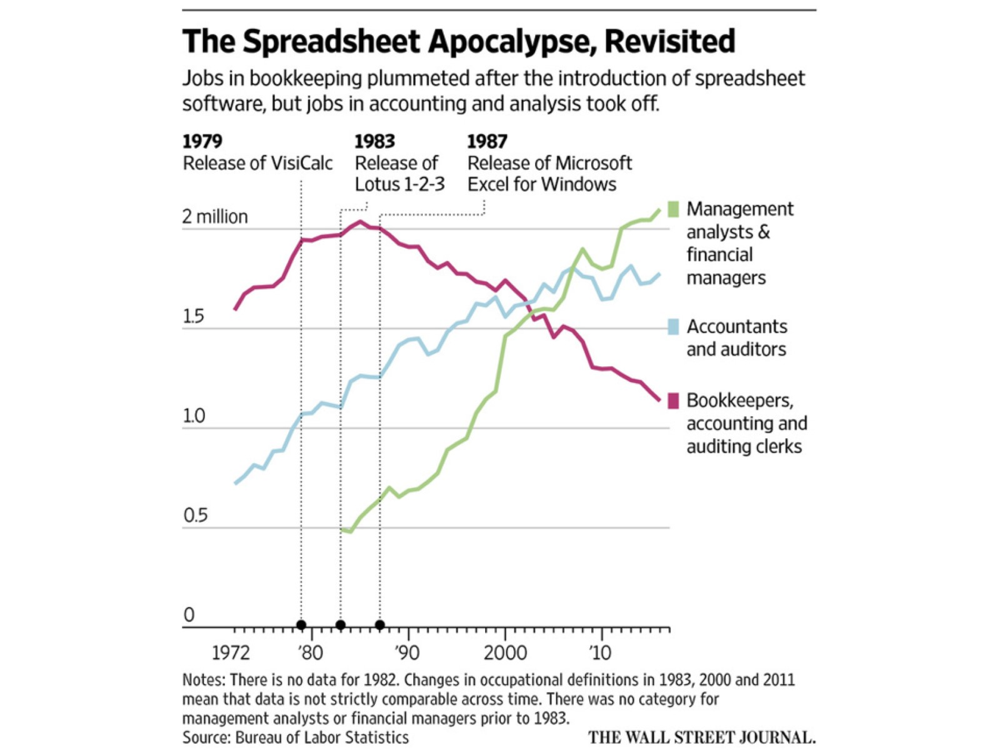 The Spreadsheet Apocalypse, Revisited
Jobs in bookkeeping plummeted after the introduction of spreadsheet
software, but jobs in accounting and analysis took off.
1979
Release of VisiCalc
1983
Release of
Lotus 1-2-3
1987
Release of Microsoft
Excel for Windows
2 million
1.5
1.0
0.5
0
Management
analysts &
financial
managers
Accountants
and auditors
Bookkeepers,
accounting and
auditing clerks
1972
'80
'90
2000
'10
Notes: There is no data for 1982. Changes in occupational definitions in 1983, 2000 and 2011
mean that data is not strictly comparable across time. There was no category for
management analysts or financial managers prior to 1983.
Source: Bureau of Labor Statistics
THE WALL STREET JOURNAL.